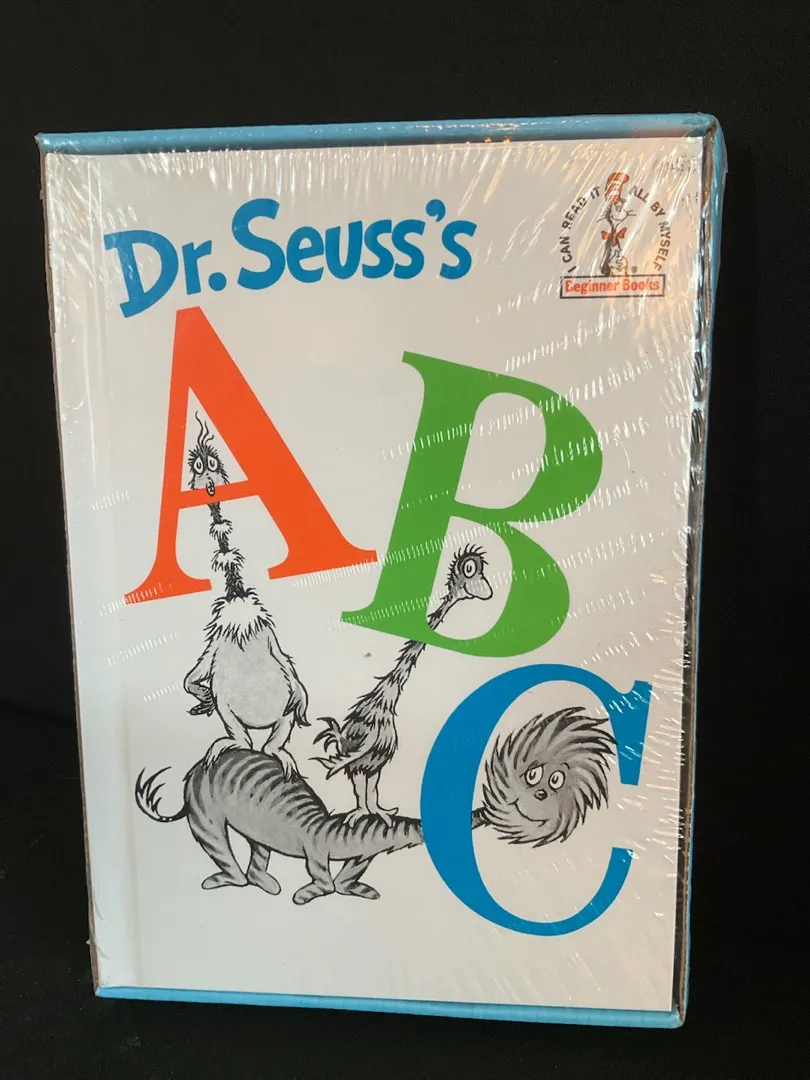 Dr. Seuss's
I CAN READ IT ALL BY MYSELF
Beginner Books
A
B
C